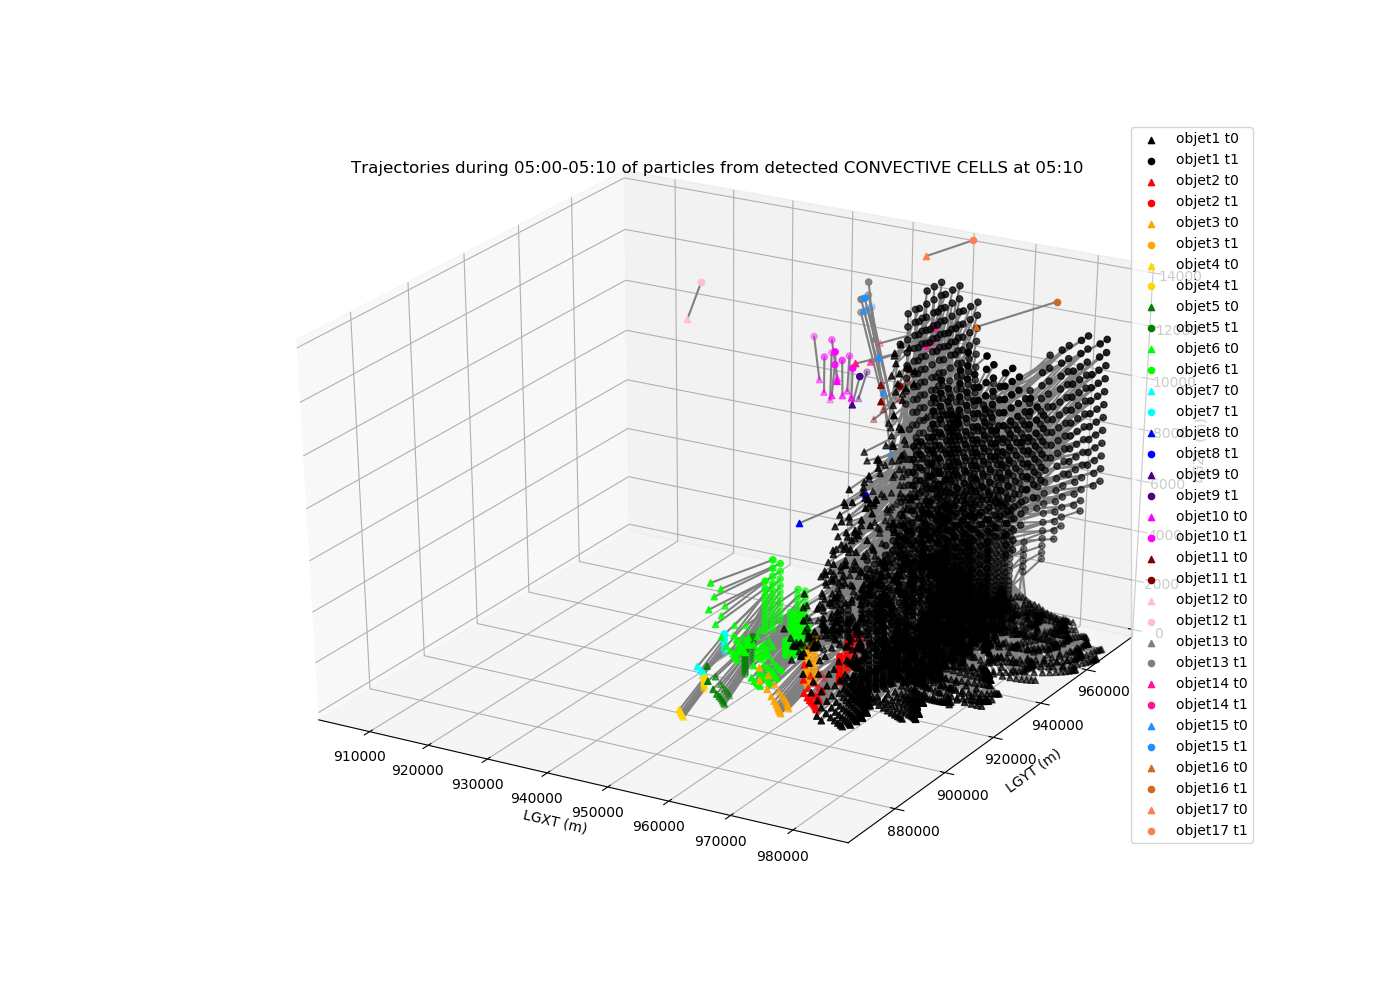 Trajectories during 05:00-05:10 of particles from detected CONVECTIVE CELLS at 05:10
objet1 t0
objet1 t1
objet2 t0
objet2 t1
objet3 t0
objet3 t1
objet4 t0
objet4 t1
objet5 t0
objet5 t1
objet6 t0
objet6 t1
objet7 t0
objet7 t1
objet8 t0
objet8 t1
objet9 t0
objet9 t1
objet10 t0
objet10 t1
objet11 t0
objet11 t1
objet12 t0
objet12 t1
objet13 t0
objet13 t1
objet14 t0
objet14 t1
objet15 t0
objet15 t1
objet16 t0
objet16 t1
objet17 t0
objet17 t1
14000
12000
10000
8000
6000
4000
2000
0
960000
940000
920000
900000
880000
LGYT (m)
910000
920000
930000
940000
950000
960000
970000
980000
LGXT (m)